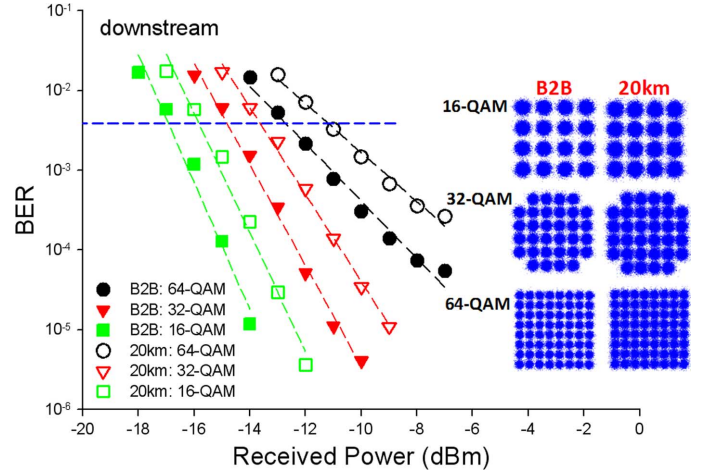 downstream
10-1
10-2
10-3
10-4
10-5
10-6
BER
B2B: 64-QAM
B2B: 32-QAM
B2B: 16-QAM
20km: 64-QAM
20km: 32-QAM
20km: 16-QAM
B2B 20km
16-QAM
32-QAM
64-QAM
-20 -18 -16 -14 -12 -10 -8 -6 -4 -2 0
Received Power (dBm)